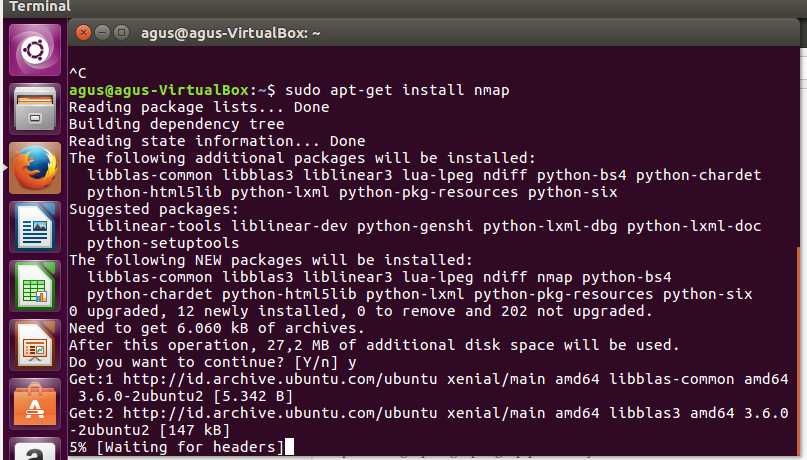 Terminal
agus@agus-VirtualBox: ~
^C
agus@agus-VirtualBox:~$ sudo apt-get install nmap
Reading package lists... Done
Building dependency tree
Reading state information... Done
The following additional packages will be installed:
  libblas-common libblas3 liblinear3 lua-lpeg ndiff python-bs4 python-chardet
  python-html5lib python-lxml python-pkg-resources python-six
Suggested packages:
  liblinear-tools liblinear-dev python-genshi python-lxml-dbg python-lxml-doc
  python-setuptools
The following NEW packages will be installed:
  libblas-common libblas3 liblinear3 lua-lpeg ndiff nmap python-bs4
  python-chardet python-html5lib python-lxml python-pkg-resources python-six
0 upgraded, 12 newly installed, 0 to remove and 202 not upgraded.
Need to get 6.060 kB of archives.
After this operation, 27,2 MB of additional disk space will be used.
Do you want to continue? [Y/n] y
Get:1 http://id.archive.ubuntu.com/ubuntu xenial/main amd64 libblas-common amd64
 3.6.0-2ubuntu2 [5.342 B]
Get:2 http://id.archive.ubuntu.com/ubuntu xenial/main amd64 libblas3 amd64 3.6.0
-2ubuntu2 [147 kB]
5% [Waiting for headers]